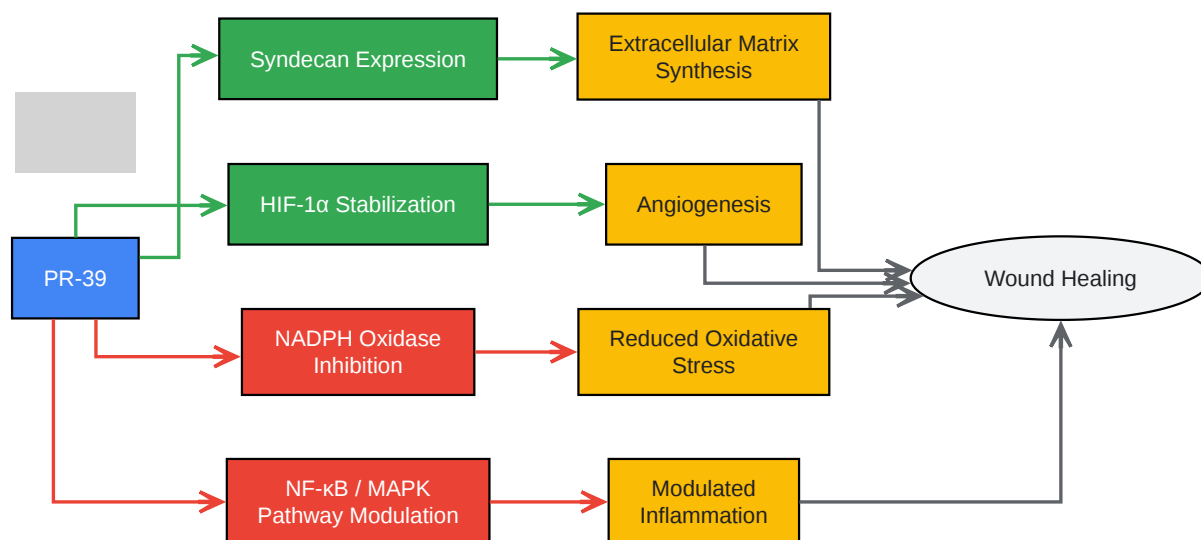 Syndecan Expression
Extracellular Matrix
Synthesis
HIF-1α Stabilization
Angiogenesis
PR-39
Wound Healing
NADPH Oxidase
Inhibition
Reduced Oxidative
Stress
NF-κB / MAPK
Pathway Modulation
Modulated
Inflammation